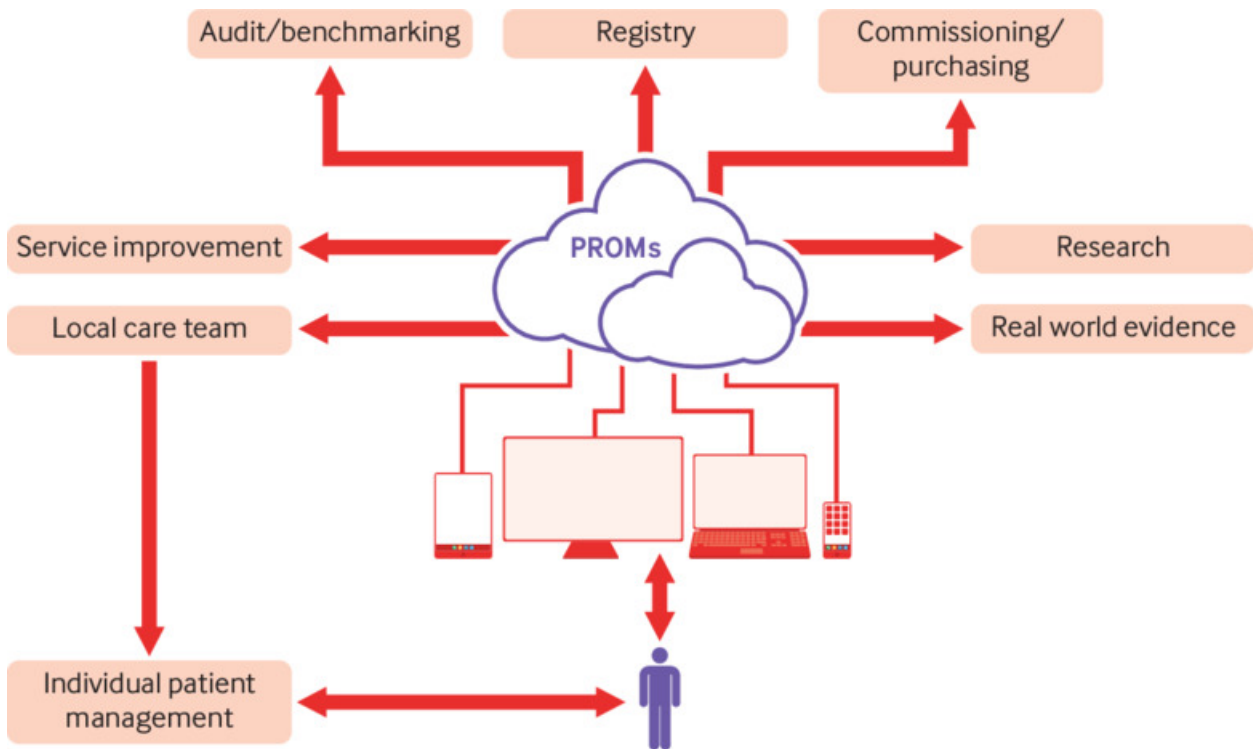 Audit/benchmarking
Registry
Commissioning/
purchasing
PROMs
Service improvement
Research
Local care team
Real world evidence
Individual patient
management